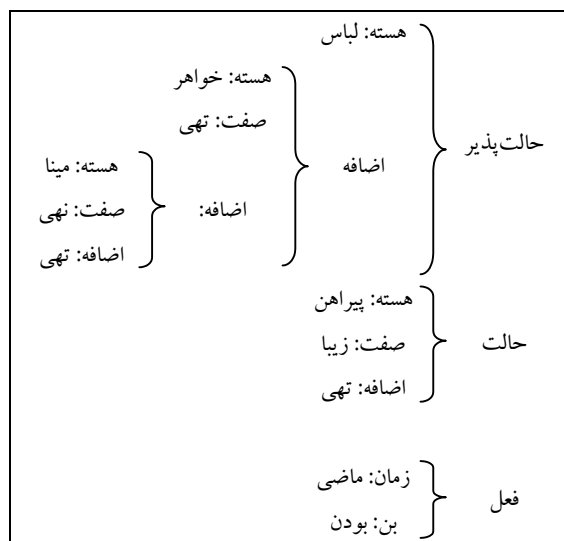 هسته: لباس
هسته: خواهر
صفت: تهی
حالت‌پذیر
هسته: مینا
اضافه
صفت: نهی
اضافه:
اضافه: تهی
هسته: پیراهن
صفت: زیبا
حالت
اضافه: تهی
زمان: ماضی
فعل
بن: بودن